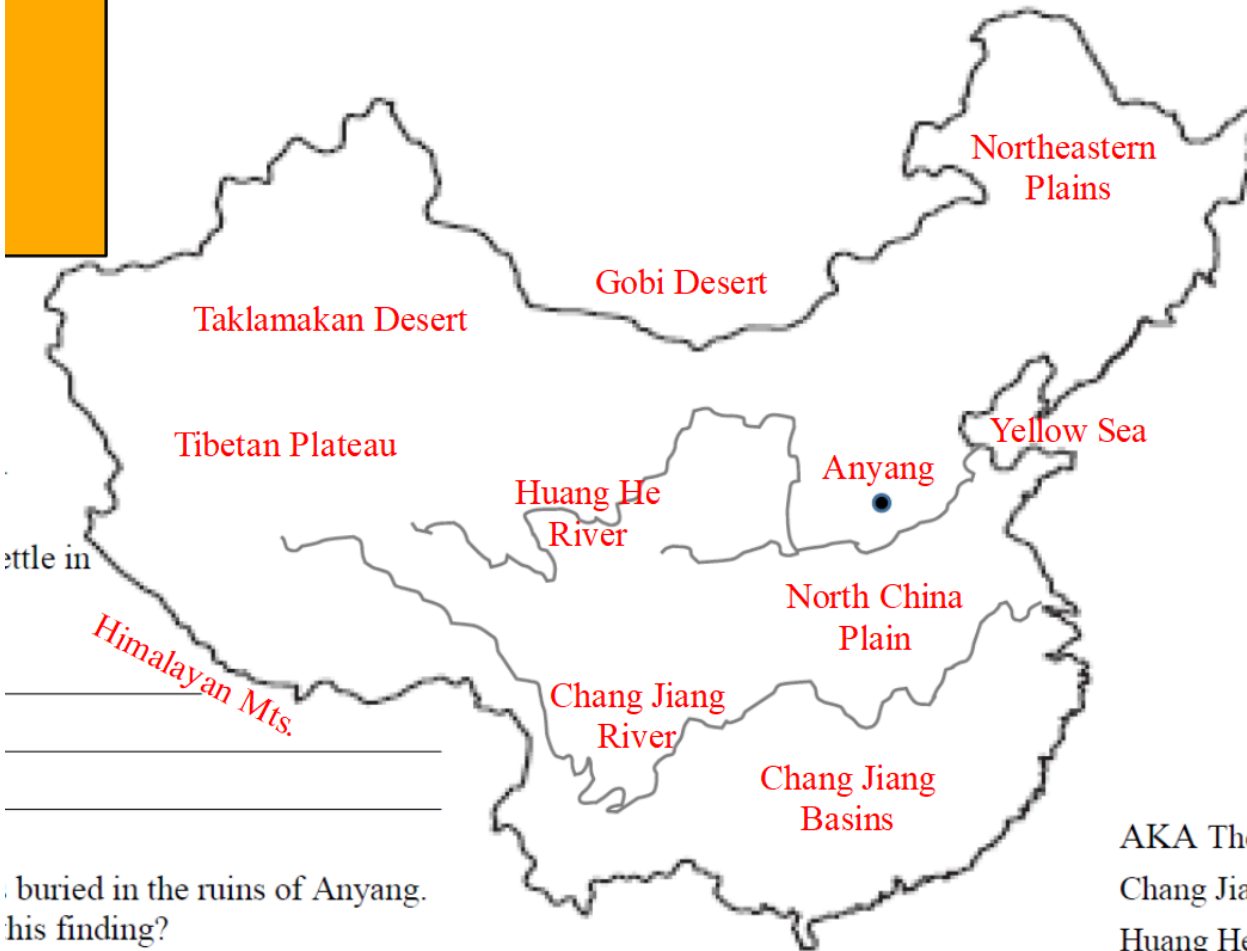 Northeastern
Plains
Gobi Desert
Taklamakan Desert
Tibetan Plateau
Yellow Sea
Anyang
Huang He
River
North China
Plain
Himalayan Mts.
Chang Jiang
River
Chang Jiang
Basins
ettle in
buried in the ruins of Anyang.
this finding?
AKA The
Chang Jia
Huang He